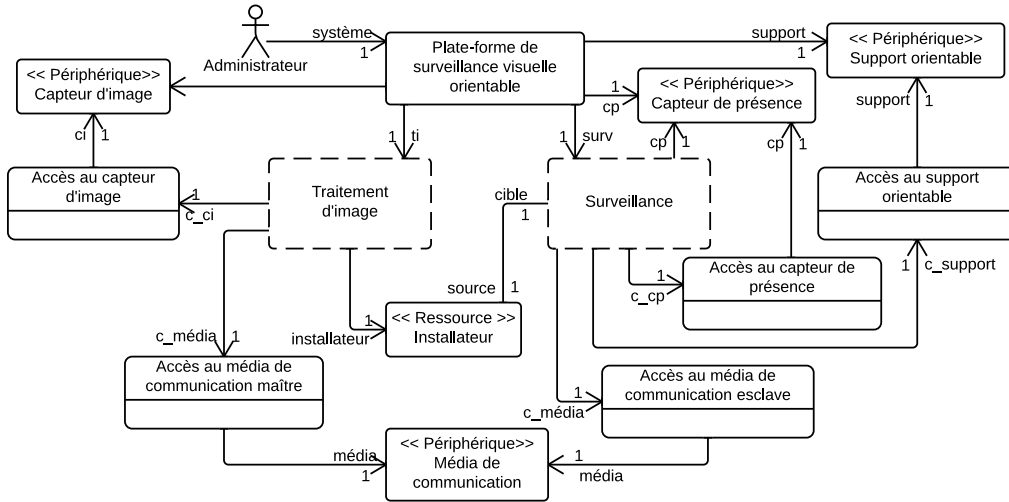 système
1
Administrateur
Plate-forme de
surveillance visuelle
orientable
support
1
<< Périphérique>>
Support orientable
<< Périphérique>>
Capteur d'image
1
cp
<< Périphérique>>
Capteur de présence
support
1
ci
1
1
ti
1
surv
cp
1
cp
1
Accès au capteur
d'image
1
c_ci
Traitement
d'image
cible
1
Surveillance
Accès au support
orientable
1
c_support
1
c_cp
Accès au capteur de
présence
source
1
<< Ressource >>
Installateur
1
installateur
c_média
1
Accès au média de
communication maître
1
c_média
Accès au média de
communication esclave
média
1
<< Périphérique>>
Média de
communication
1
média